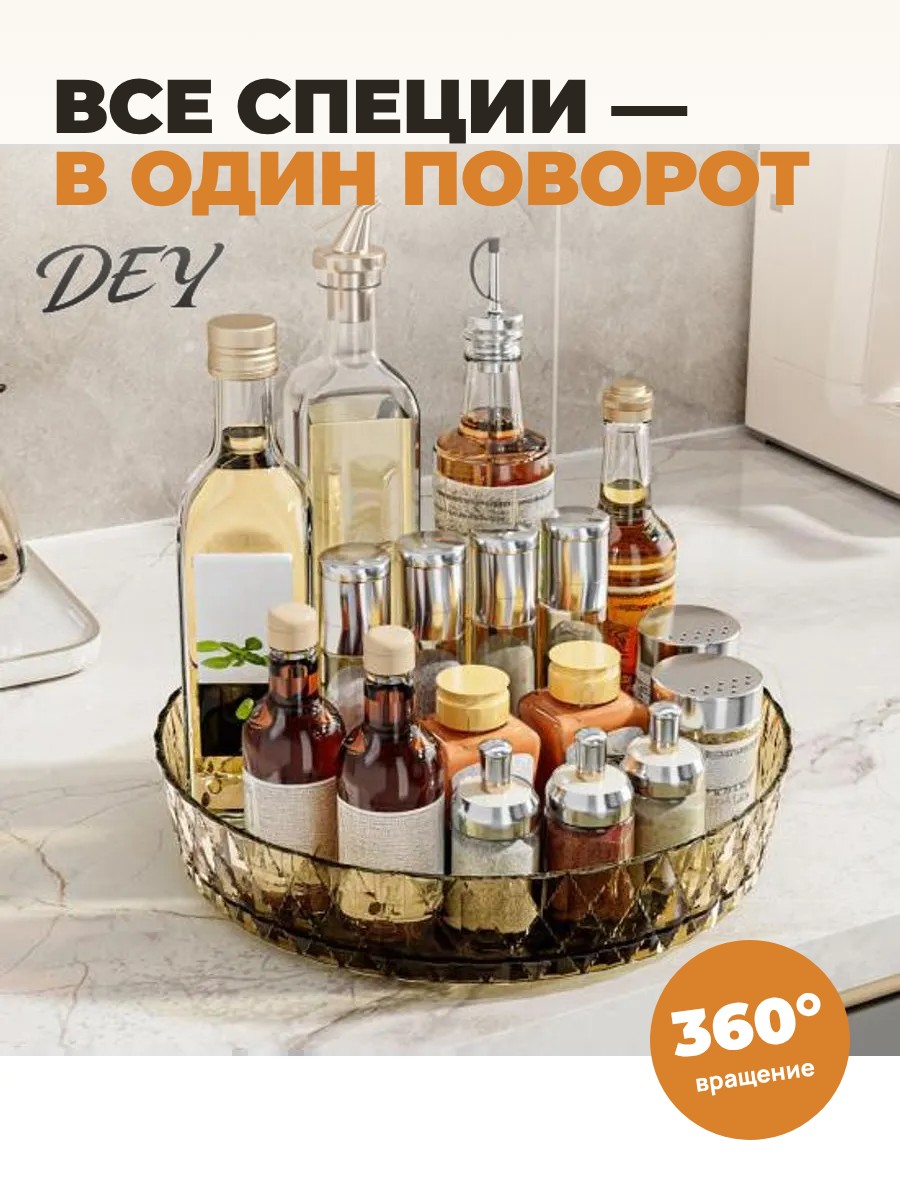 ВСЕ СПЕЦИИ —
В ОДИН ПОВОРОТ
DEY
360°
вращение